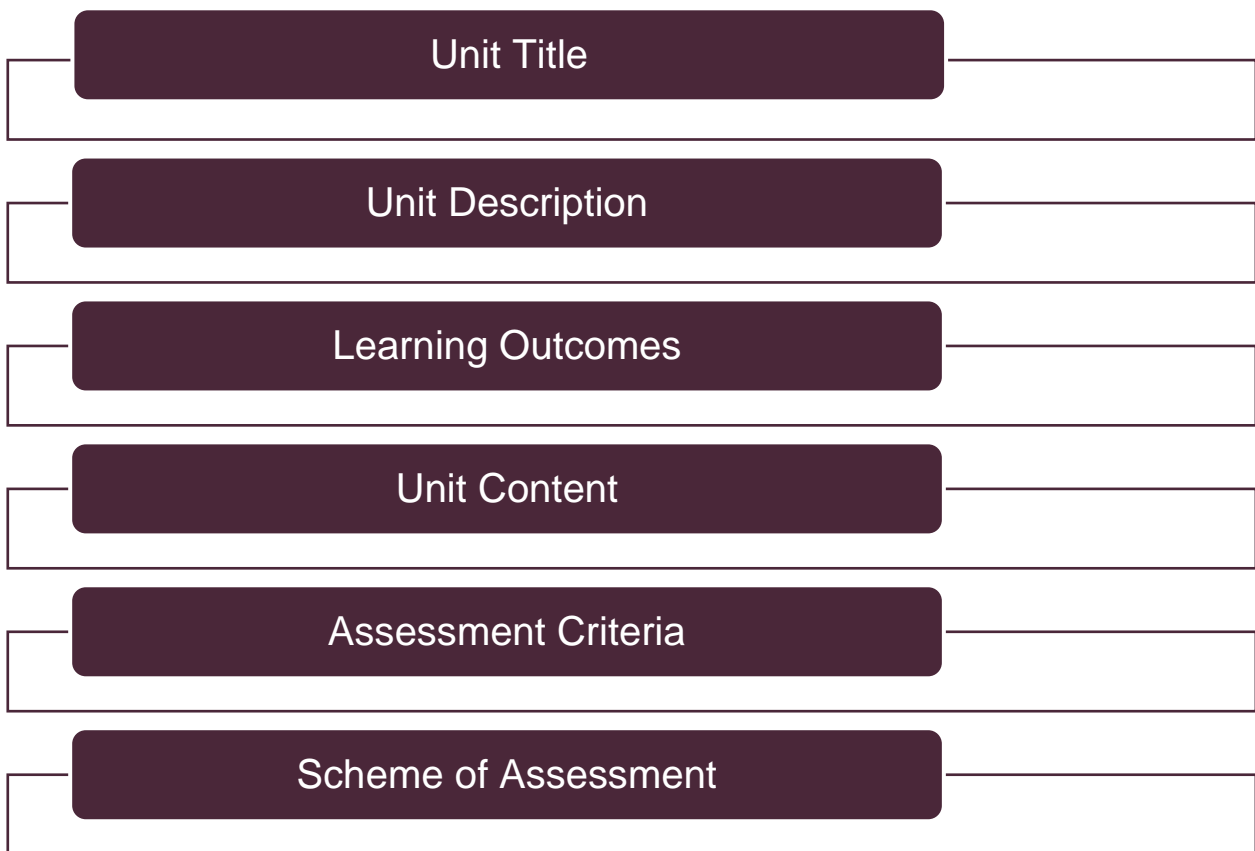 Unit Title
Unit Description
Learning Outcomes
Unit Content
Assessment Criteria
Scheme of Assessment